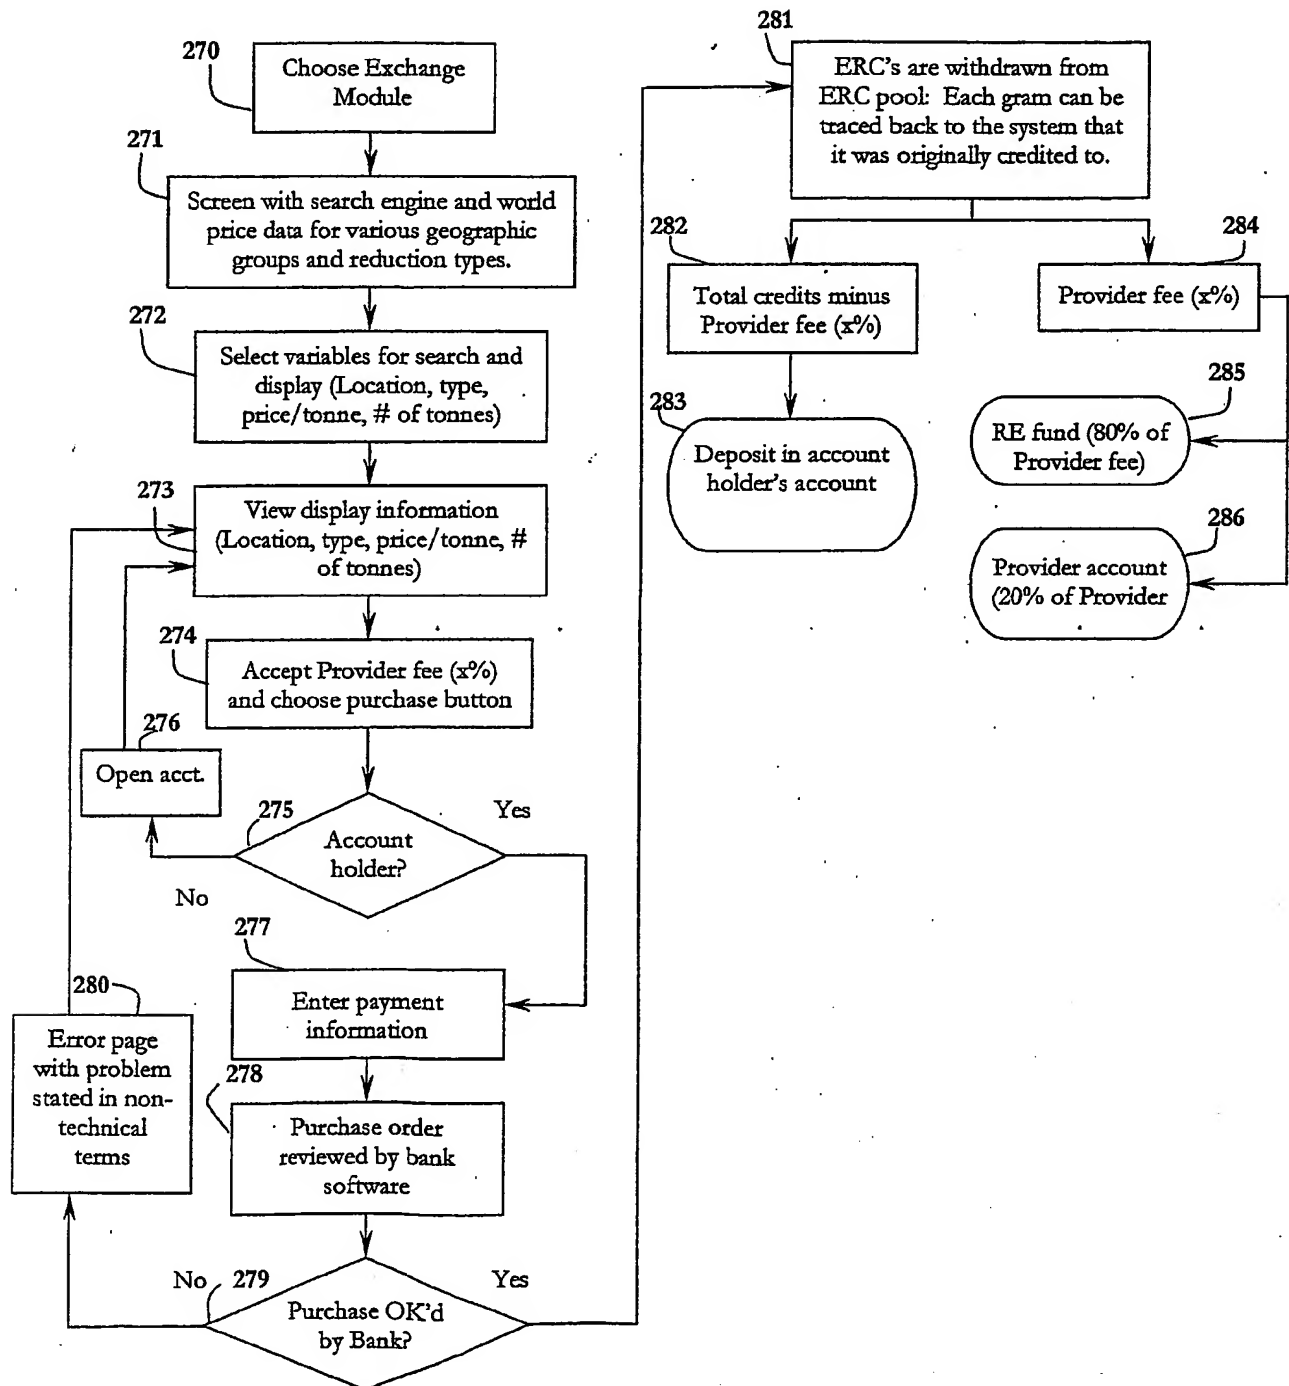 270
Choose Exchange
Module
271
Screen with search engine and world
price data for various geographic
groups and reduction types.
272
Select variables for search and
display (Location, type,
price/tonne, # of tonnes)
273
View display information
(Location, type, price/tonne, #
of tonnes)
274
Accept Provider fee (x%)
and choose purchase button
276
Open acct.
275
Account
holder?
Yes
No
277
Enter payment
information
280
Error page
with problem
stated in non-
technical
terms
278
Purchase order
reviewed by bank
software
No
279
Yes
Purchase OK'd
by Bank?
281
ERC's are withdrawn from
ERC pool: Each gram can be
traced back to the system that
it was originally credited to.
282
Total credits minus
Provider fee (x%)
284
Provider fee (x%)
283
Deposit in account
holder's account
285
RE fund (80% of
Provider fee)
286
Provider account
(20% of Provider